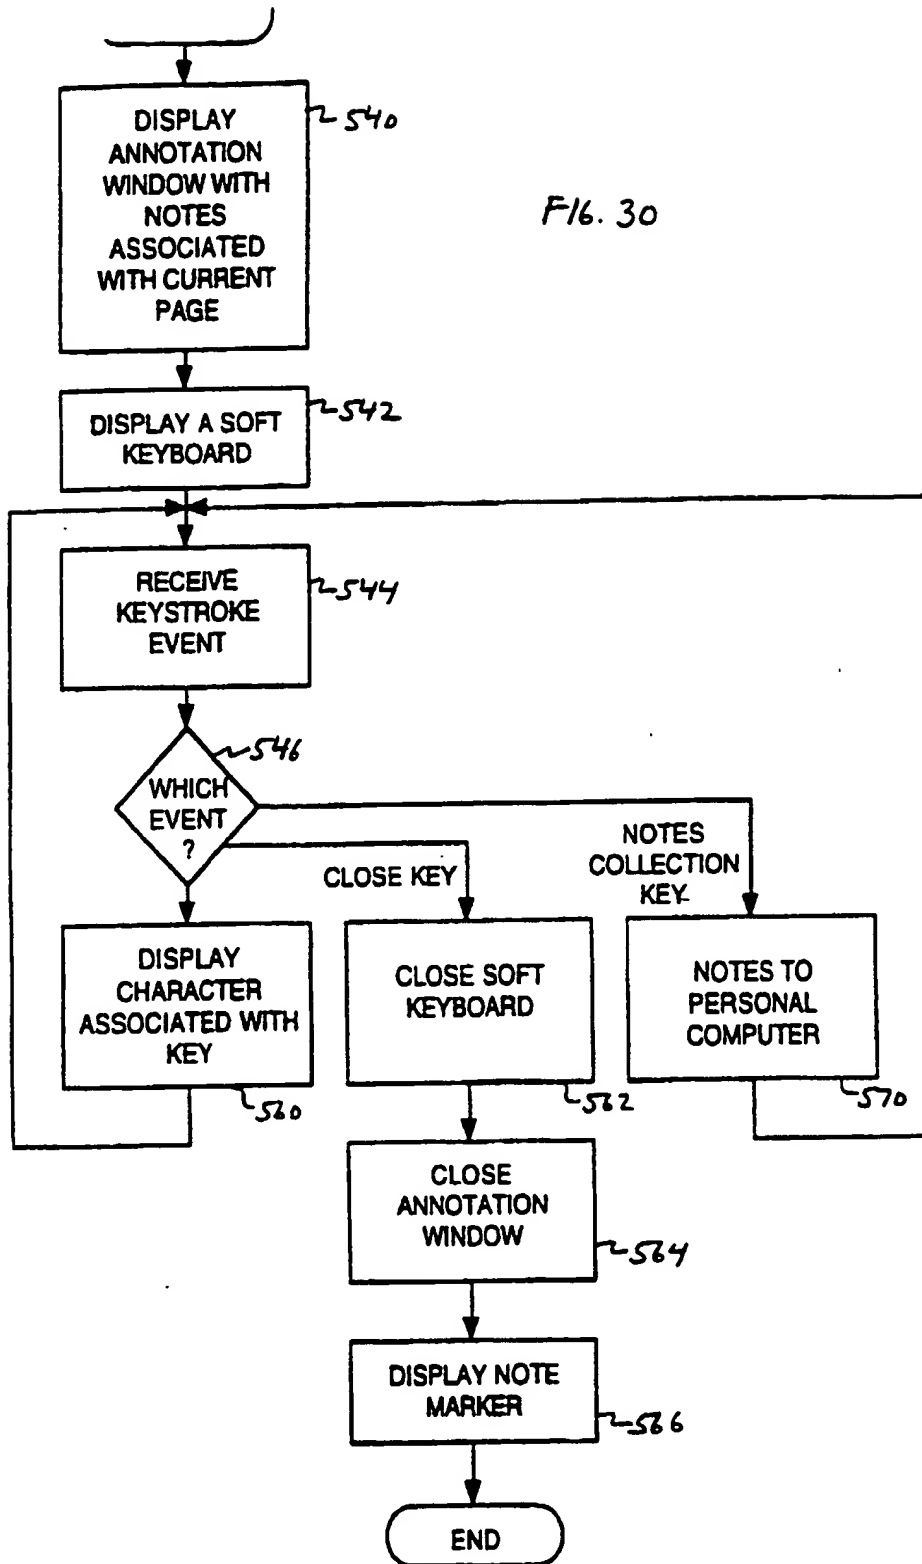 DISPLAY
ANNOTATION
WINDOW WITH
NOTES
ASSOCIATED
WITH CURRENT
PAGE
540
FIG. 30
DISPLAY A SOFT
KEYBOARD
542
RECEIVE
KEYSTROKE
EVENT
544
546
WHICH
EVENT
?
CLOSE KEY
NOTES
COLLECTION
KEY
DISPLAY
CHARACTER
ASSOCIATED WITH
KEY
560
CLOSE SOFT
KEYBOARD
562
NOTES TO
PERSONAL
COMPUTER
570
CLOSE
ANNOTATION
WINDOW
564
DISPLAY NOTE
MARKER
566
END